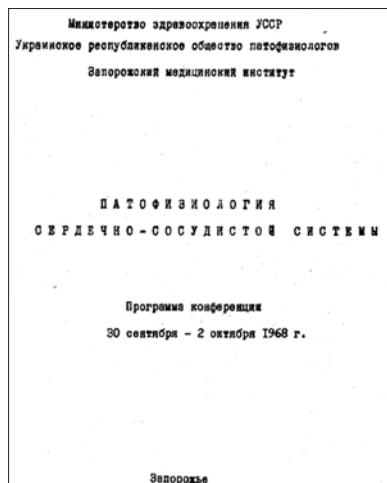 Министерство здравоохранения УССР
Украинское республиканское общество патофизиологов
Запорожский медицинский институт
ПАТОФИЗИОЛОГИЯ
СЕРДЕЧНО-СОСУДИСТОЙ СИСТЕМЫ
Программа конференции
30 сентября - 2 октября 1968 г.
Запорожье